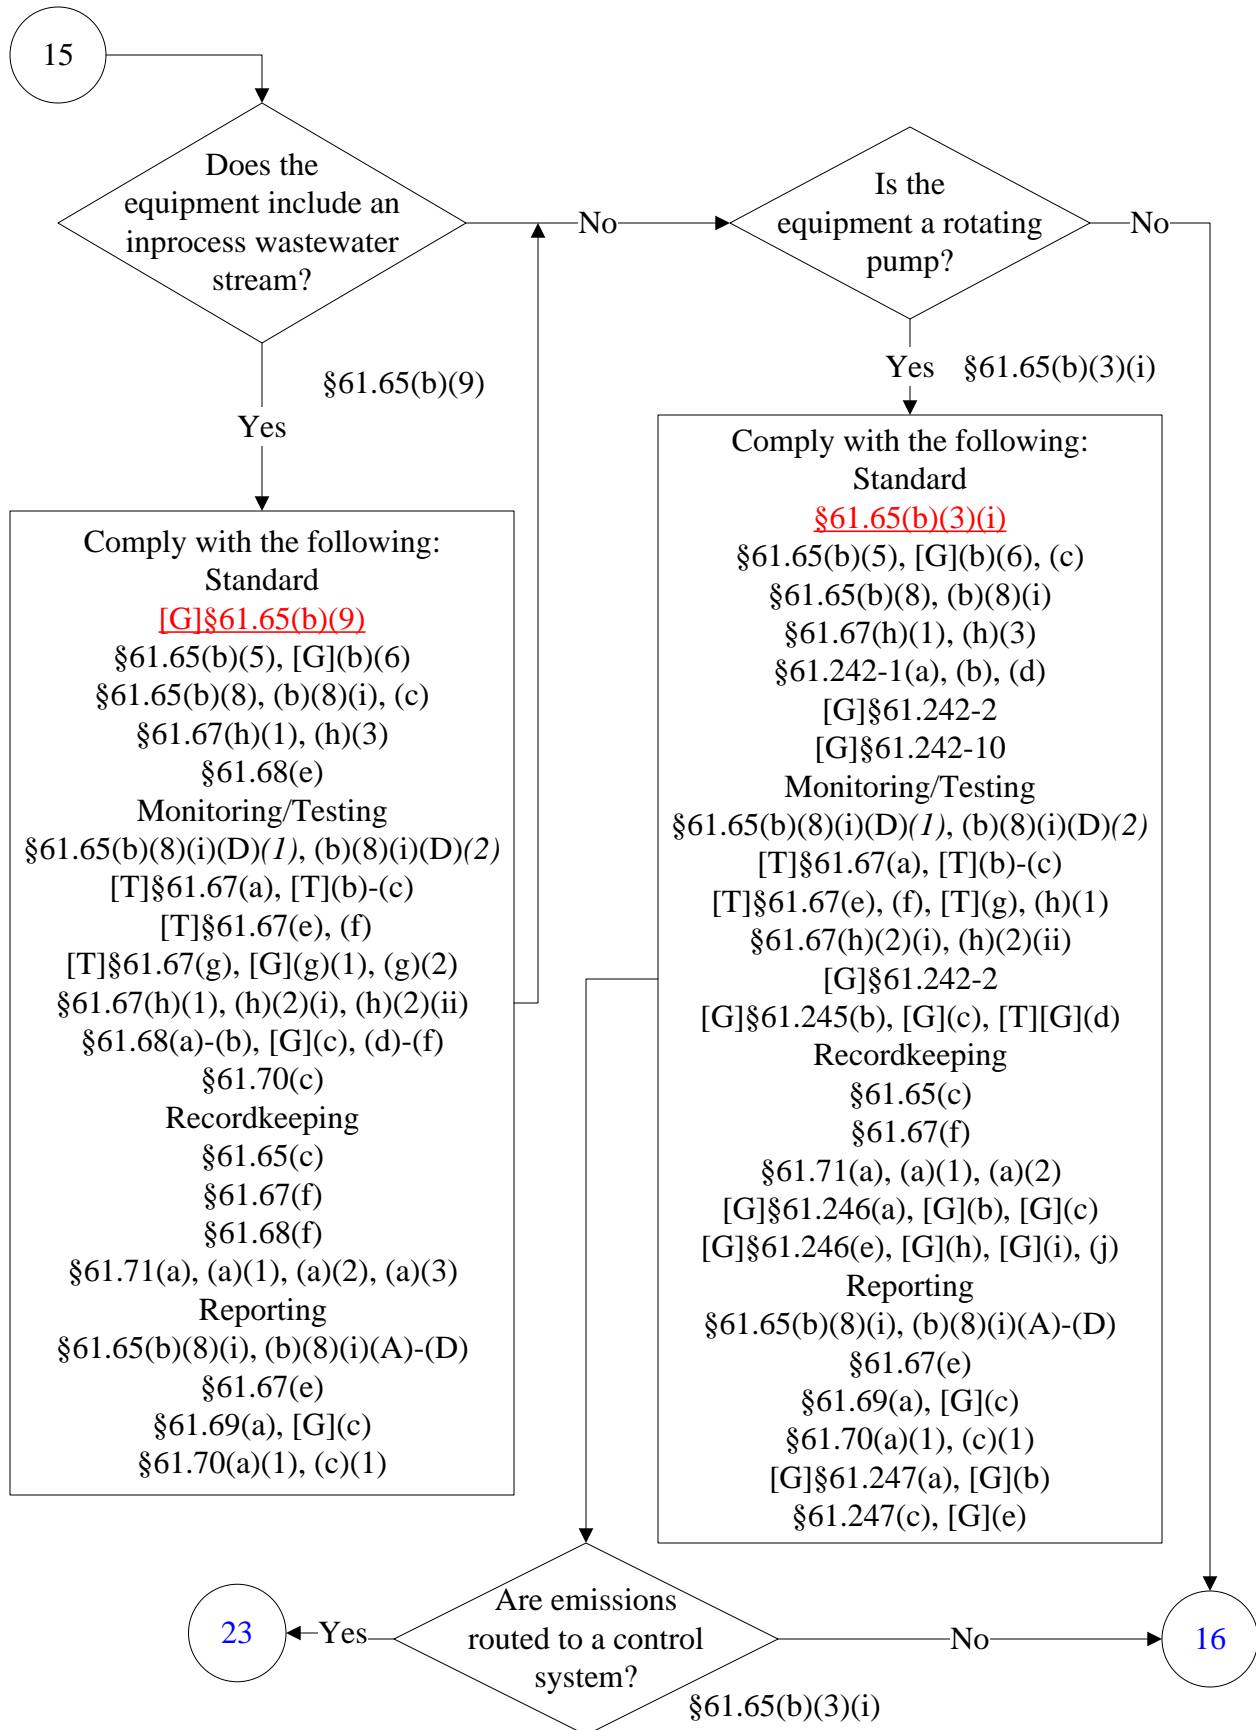 15
Does the
equipment include an
inprocess wastewater
stream?
No
Is the
equipment a rotating
pump?
No
§61.65(b)(9)
Yes
Yes
§61.65(b)(3)(i)
Comply with the following:
Standard
[G]§61.65(b)(9)
§61.65(b)(5), [G](b)(6)
§61.65(b)(8), (b)(8)(i), (c)
§61.67(h)(1), (h)(3)
§61.68(e)
Monitoring/Testing
§61.65(b)(8)(i)(D)(1), (b)(8)(i)(D)(2)
[T]§61.67(a), [T](b)-(c)
[T]§61.67(e), (f)
[T]§61.67(g), [G](g)(1), (g)(2)
§61.67(h)(1), (h)(2)(i), (h)(2)(ii)
§61.68(a)-(b), [G](c), (d)-(f)
§61.70(c)
Recordkeeping
§61.65(c)
§61.67(f)
§61.68(f)
§61.71(a), (a)(1), (a)(2), (a)(3)
Reporting
§61.65(b)(8)(i), (b)(8)(i)(A)-(D)
§61.67(e)
§61.69(a), [G](c)
§61.70(a)(1), (c)(1)
Comply with the following:
Standard
§61.65(b)(3)(i)
§61.65(b)(5), [G](b)(6), (c)
§61.65(b)(8), (b)(8)(i)
§61.67(h)(1), (h)(3)
§61.242-1(a), (b), (d)
[G]§61.242-2
[G]§61.242-10
Monitoring/Testing
§61.65(b)(8)(i)(D)(1), (b)(8)(i)(D)(2)
[T]§61.67(a), [T](b)-(c)
[T]§61.67(e), (f), [T](g), (h)(1)
§61.67(h)(2)(i), (h)(2)(ii)
[G]§61.242-2
[G]§61.245(b), [G](c), [T][G](d)
Recordkeeping
§61.65(c)
§61.67(f)
§61.71(a), (a)(1), (a)(2)
[G]§61.246(a), [G](b), [G](c)
[G]§61.246(e), [G](h), [G](i), (j)
Reporting
§61.65(b)(8)(i), (b)(8)(i)(A)-(D)
§61.67(e)
§61.69(a), [G](c)
§61.70(a)(1), (c)(1)
[G]§61.247(a), [G](b)
§61.247(c), [G](e)
23
Yes
Are emissions
routed to a control
system?
No
16
§61.65(b)(3)(i)